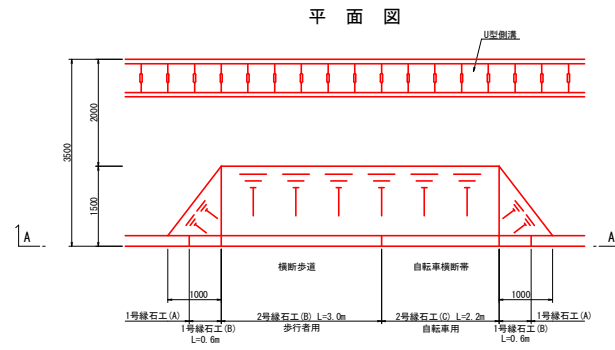 平面図
U型側溝
3500
2000
1500
A
A
横断歩道
自転車横断帯
1000
1000
1号縁石工(A)
2号縁石工(B) L=3.0m
2号縁石工(C) L=2.2m
1号縁石工(A)
1号縁石工(B)
歩行者用
自転車用
1号縁石工(B)
L=0.6m
L=0.6m